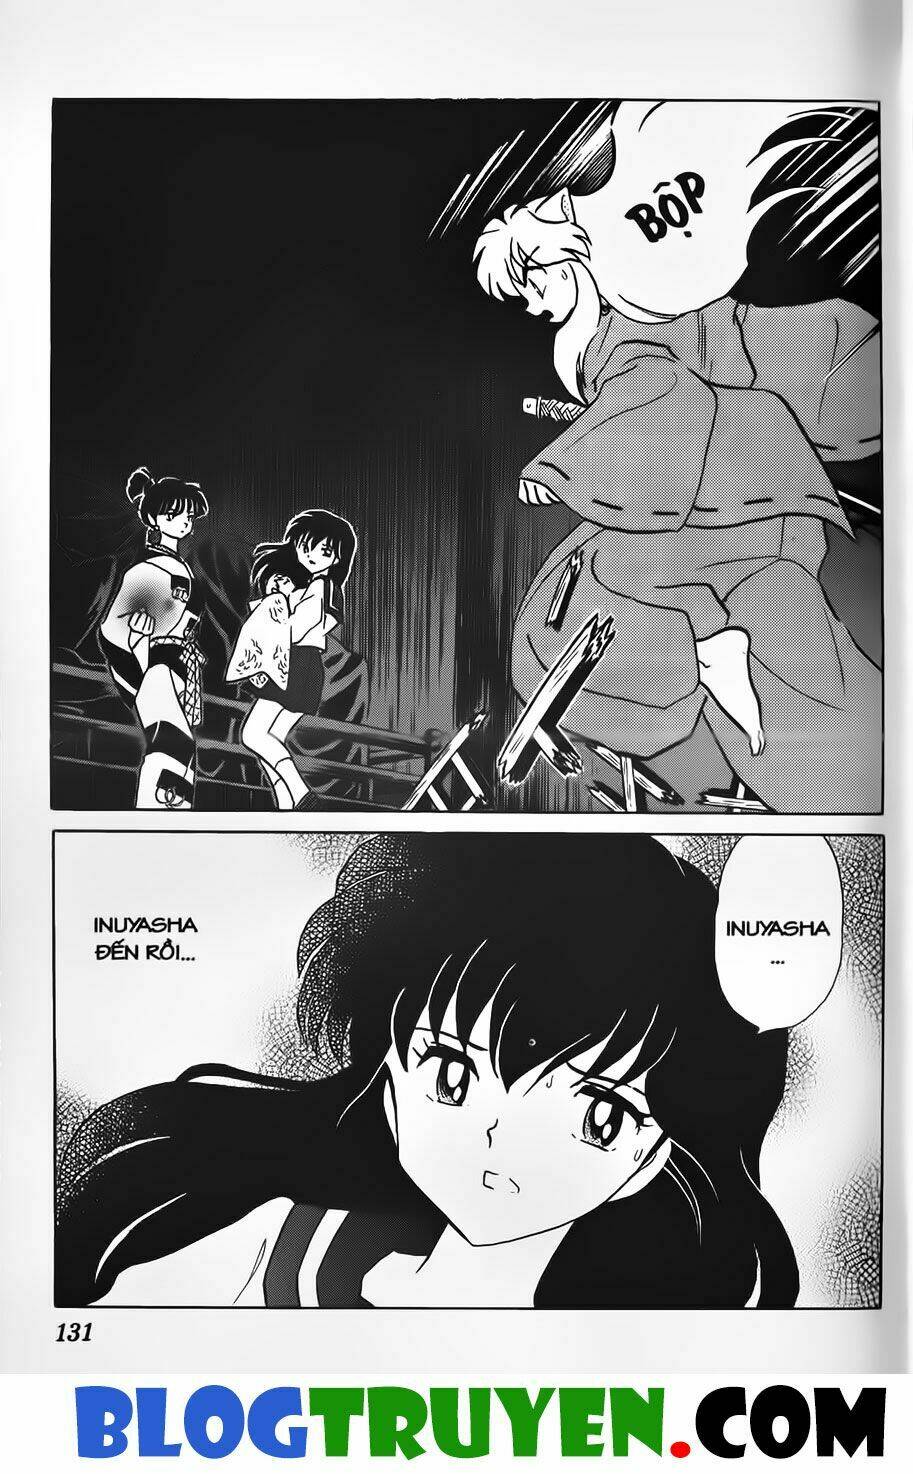 BỘP
INUYASHA
...
INUYASHA
ĐẾN RỒI...
131
BLOGTRUYEN.COM